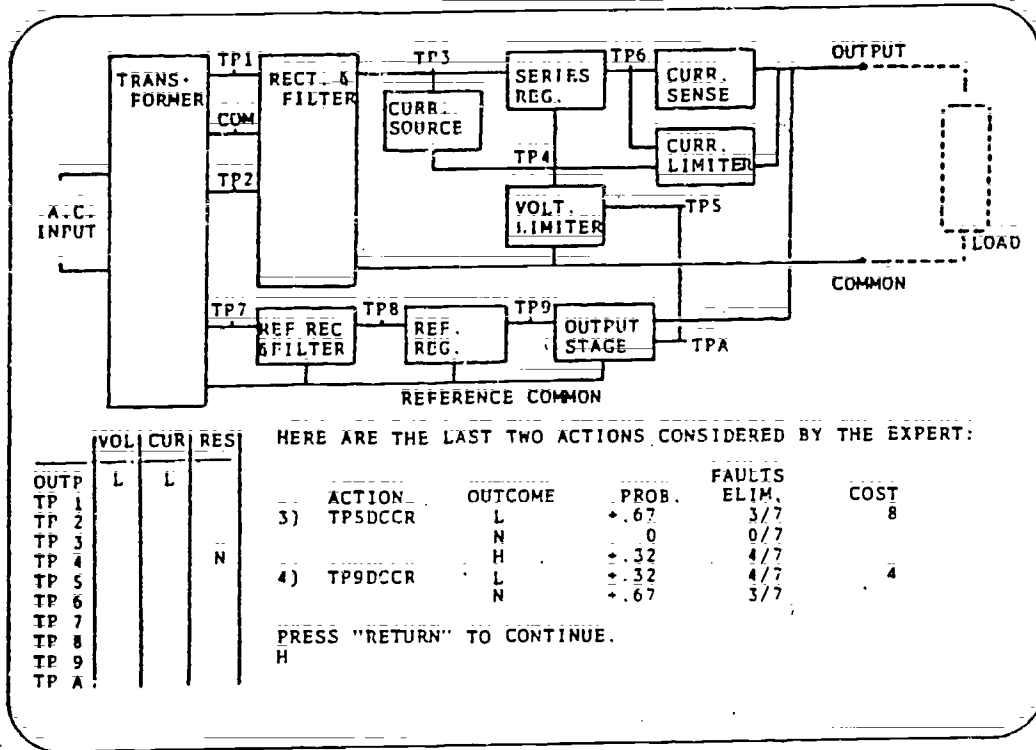 TP1 TP3 TP6 OUTPUT
TRANS- FORMER
RECT. & FILTER
SERIES REG.
CURR. SENSE
CURR. SOURCE
COM
CURR. LIMITER
TP4
TP2
VOLT. LIMITER
TP5
A.C. INPUT
LOAD
COMMON
TP7 TP8 TP9
REF REC &FILTER
REF. REG.
OUTPUT STAGE
TPA
REFERENCE COMMON
VOL CUR RES
OUTP L L
TP 1
TP 2
TP 3
TP 4 N
TP 5
TP 6
TP 7
TP 8
TP 9
TP A
HERE ARE THE LAST TWO ACTIONS CONSIDERED BY THE EXPERT:
ACTION OUTCOME PROB. FAULTS ELIM. COST
3) TP5DCCR L +.67 3/7 8
N 0 0/7
H +.32 4/7
4) TP9DCCR L +.32 4/7 4
N +.67 3/7
PRESS "RETURN" TO CONTINUE.
H